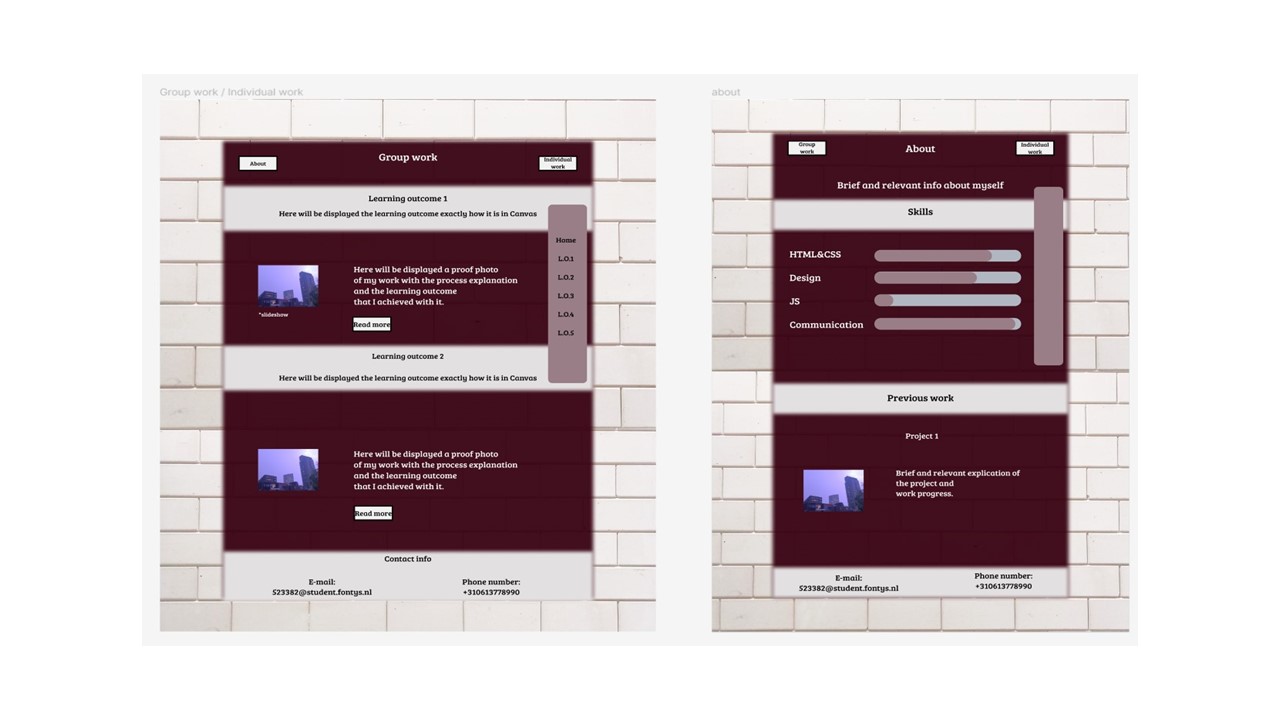 Group work / Individual work
About
Group work
Individual
work
Learning outcome 1
Here will be displayed the learning outcome exactly how it is in Canvas
Home
L.O.1
L.O.2
L.O.3
L.O.4
L.O.5
Here will be displayed a proof photo
of my work with the process explanation
and the learning outcome
that I achieved with it.
*slideshow
Read more
Learning outcome 2
Here will be displayed the learning outcome exactly how it is in Canvas
Here will be displayed a proof photo
of my work with the process explanation
and the learning outcome
that I achieved with it.
Read more
Contact info
E-mail:
523382@student.fontys.nl
Phone number:
+310613778990
about
Group
work
About
Individual
work
Brief and relevant info about myself
Skills
HTML&CSS
Design
JS
Communication
Previous work
Project 1
Brief and relevant explication of
the project and
work progress.
E-mail:
523382@student.fontys.nl
Phone number:
+310613778990